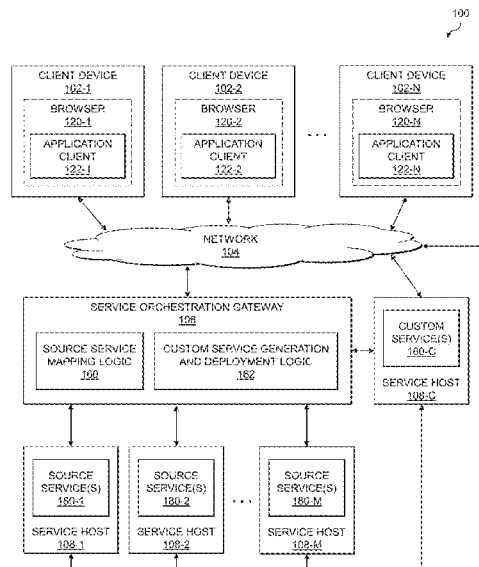 100
CLIENT DEVICE
102-1
BROWSER
120-1
APPLICATION
CLIENT
122-1
CLIENT DEVICE
102-2
BROWSER
120-2
APPLICATION
CLIENT
122-2
. . .
CLIENT DEVICE
102-N
BROWSER
120-N
APPLICATION
CLIENT
122-N
NETWORK
104
SERVICE ORCHESTRATION GATEWAY
106
SOURCE SERVICE
MAPPING LOGIC
160
CUSTOM SERVICE GENERATION
AND DEPLOYMENT LOGIC
162
CUSTOM
SERVICE(S)
180-C
SERVICE HOST
108-C
SOURCE
SERVICE(S)
180-1
SERVICE HOST
108-1
SOURCE
SERVICE(S)
180-2
SERVICE HOST
108-2
. . .
SOURCE
SERVICE(S)
180-M
SERVICE HOST
108-M